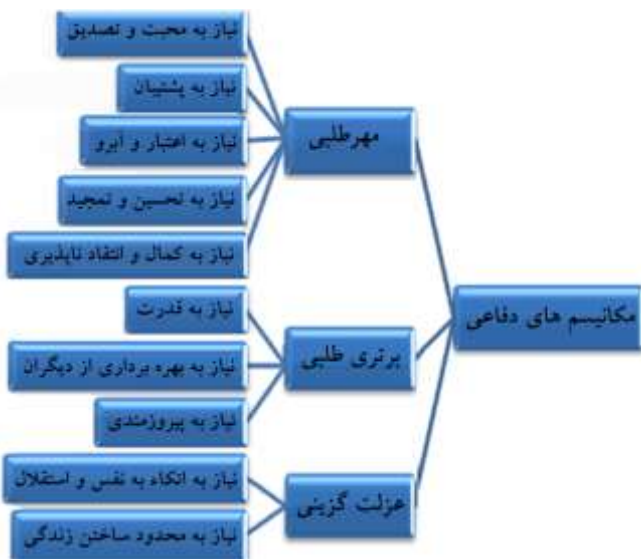 مکانیسم های دفاعی
مهرطلبی
نیاز به محبت و تصدیق
نیاز به پشتیبان
نیاز به اعتبار و آبرو
نیاز به تحسین و تمجید
نیاز به کمال و انتقاد ناپذیری
برتری طلبی
نیاز به قدرت
نیاز به بهره برداری از دیگران
نیاز به پیروزمندی
عزلت گزینی
نیاز به اتکاء به نفس و استقلال
نیاز به محدود ساختن زندگی